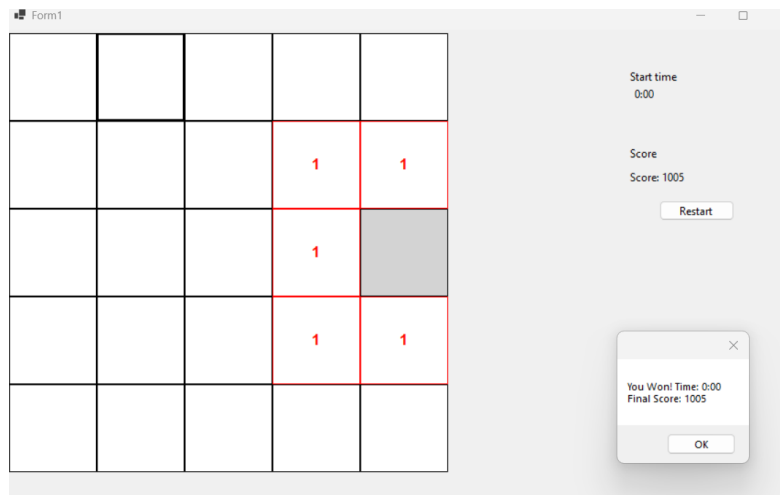 Form1
Start time
0:00
1 1
Score
Score: 1005
Restart
1
1 1
You Won! Time: 0:00
Final Score: 1005
OK